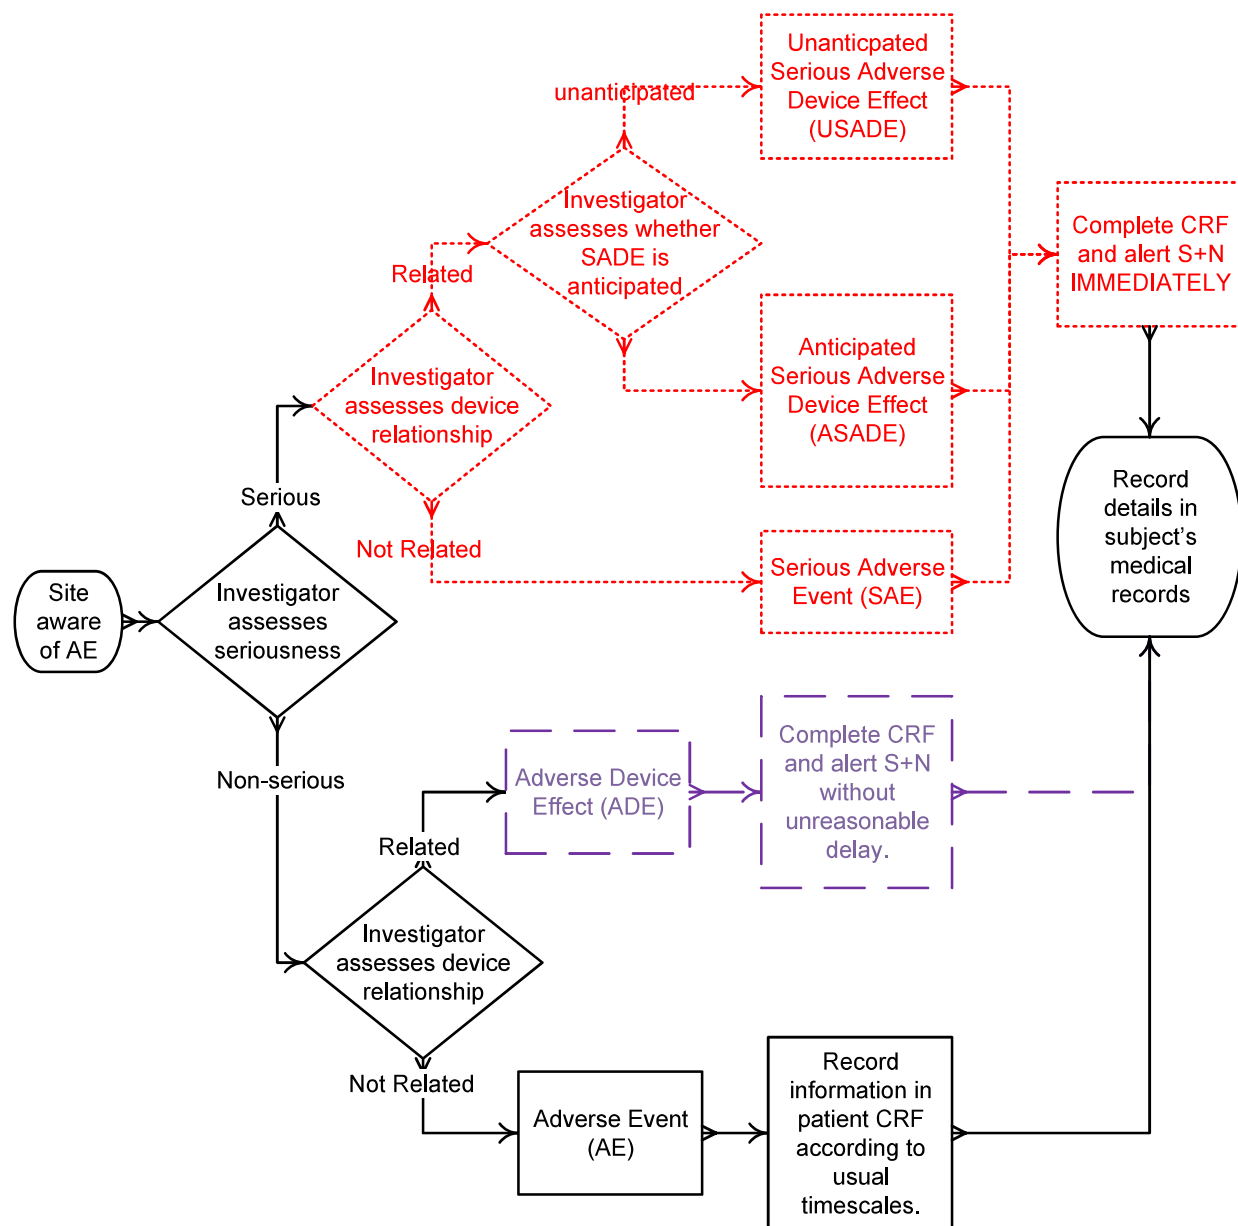 Unanticpated
Serious Adverse
Device Effect
(USADE)
unanticipated
Investigator
assesses whether
SADE is
anticipated
Complete CRF
and alert S+N
IMMEDIATELY
Related
Anticipated
Serious Adverse
Device Effect
(ASADE)
Investigator
assesses device
relationship
Serious
Not Related
Serious Adverse
Event (SAE)
Record
details in
subject's
medical
records
Site
aware
of AE
Investigator
assesses
seriousness
Non-serious
Adverse Device
Effect (ADE)
Complete CRF
and alert S+N
without
unreasonable
delay.
Related
Investigator
assesses device
relationship
Not Related
Adverse Event
(AE)
Record
information in
patient CRF
according to
usual
timescales.